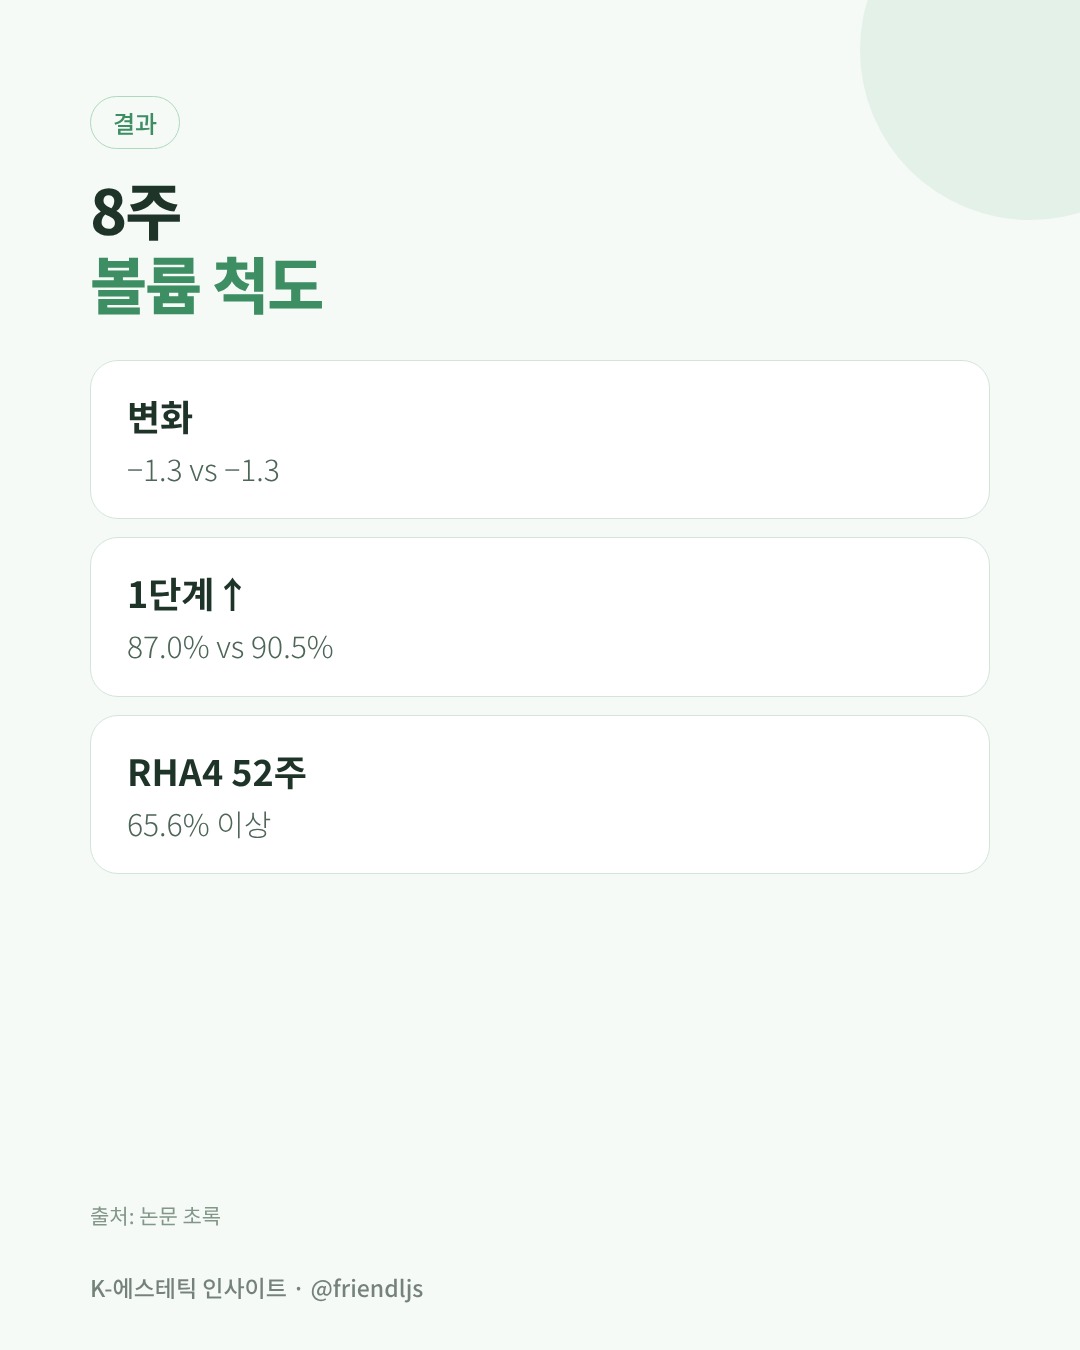 결과
8주
볼륨 척도
변화
−1.3 vs −1.3
1단계 ↑
87.0% vs 90.5%
RHA4 52주
65.6% 이상
출처: 논문 초록
K-에스테틱 인사이트 · @friendljs